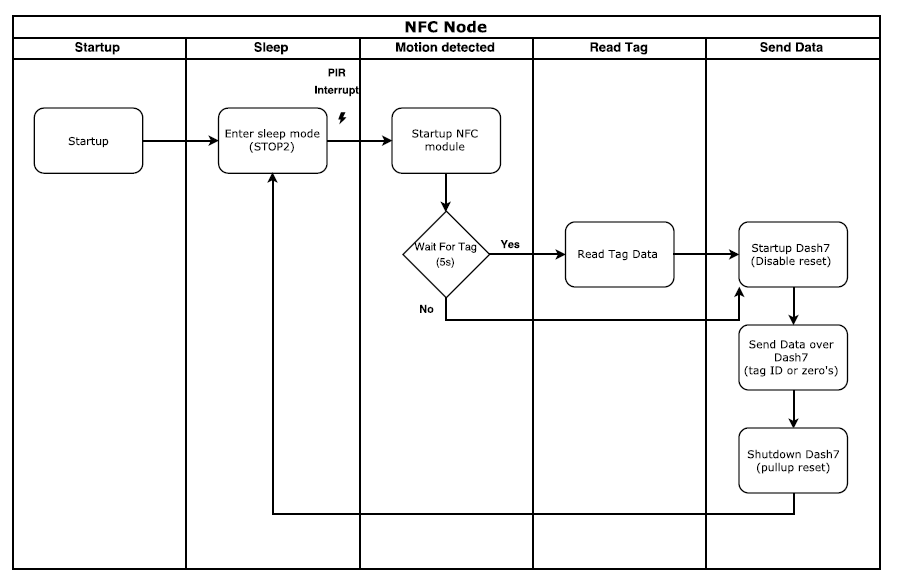 NFC Node
Startup
Sleep
Motion detected
Read Tag
Send Data
PIR
Interrupt
Startup
Enter sleep mode
(STOP2)
Startup NFC
module
Wait For Tag
(5s)
Yes
No
Read Tag Data
Startup Dash7
(Disable reset)
Send Data over
Dash7
(tag ID or zero's)
Shutdown Dash7
(pullup reset)